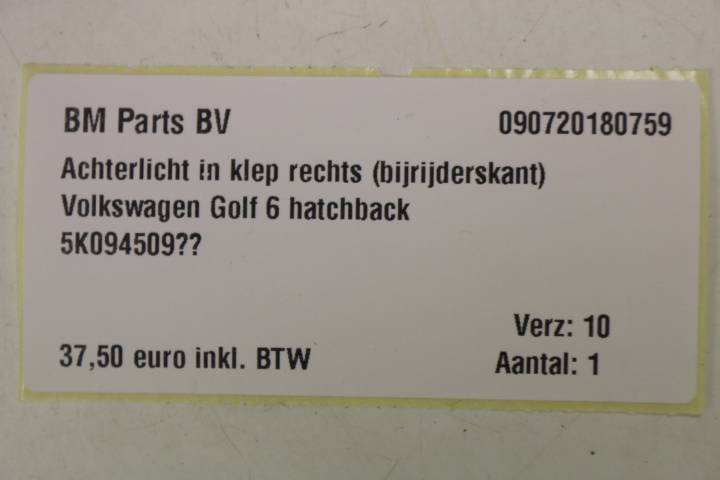 BM Parts BV 090720180759
Achterlicht in klep rechts (bijrijderskant)
Volkswagen Golf 6 hatchback
5K094509??
Verz: 10
37,50 euro inkl. BTW Aantal: 1